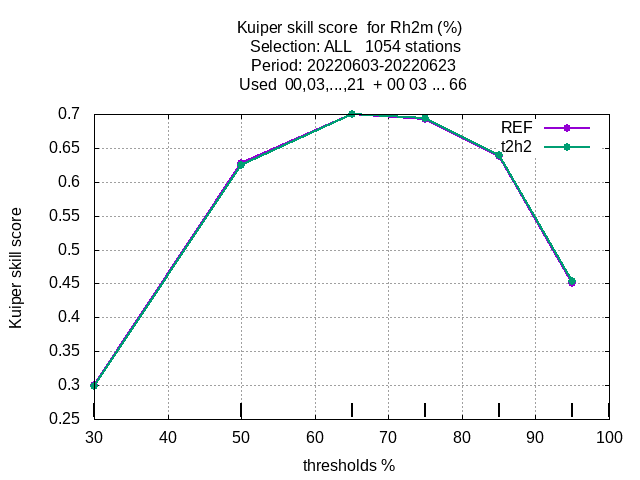 Kuiper skill score  for Rh2m (%)
Selection: ALL   1054 stations
Period: 20220603-20220623
Used  00,03,...,21  + 00 03 ... 66
REF
t2h2
0.7
0.65
0.6
0.55
0.5
0.45
0.4
0.35
0.3
0.25
Kuiper skill score
30 40 50 60 70 80 90 100
thresholds %